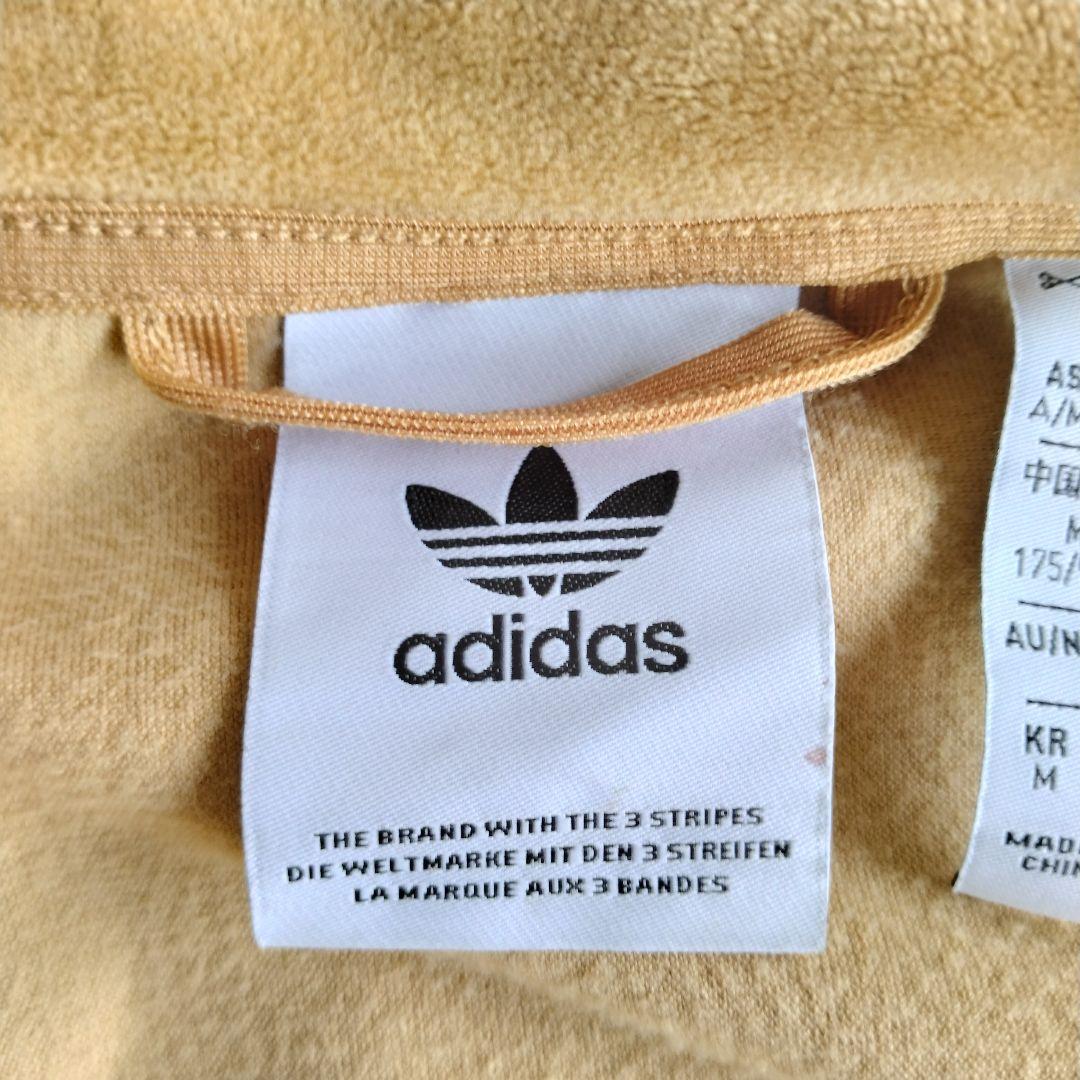 adidas
THE BRAND WITH THE 3 STRIPES
DIE WELTMARKE MIT DEN 3 STREIFEN
LA MARQUE AUX 3 BANDES
中国
M
175/
KR
M